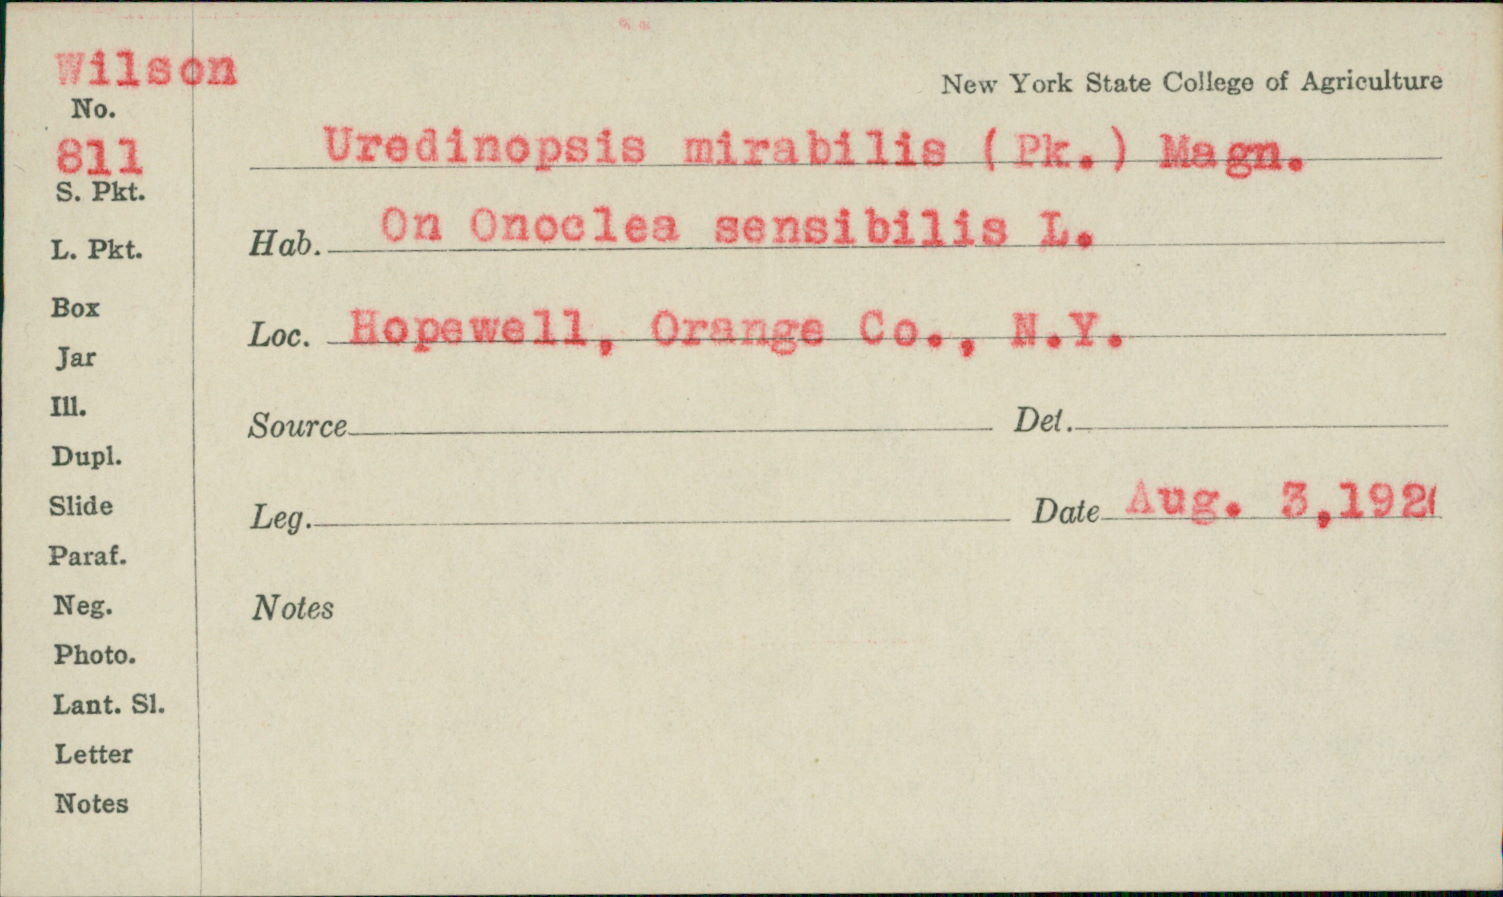 Wilson
New York State College of Agriculture
No.
811
Uredinopsis mirabilis (Pk.) Magn.
S. Pkt.
Hab. On Onoclea sensibilis L.
L. Pkt.
Box
Loc. Hopewell, Orange Co., N.Y.
Jar
Ill.
Source Det.
Dupl.
Slide
Leg. Date Aug. 3,192
Paraf.
Neg.
Notes
Photo.
Lant. Sl.
Letter
Notes